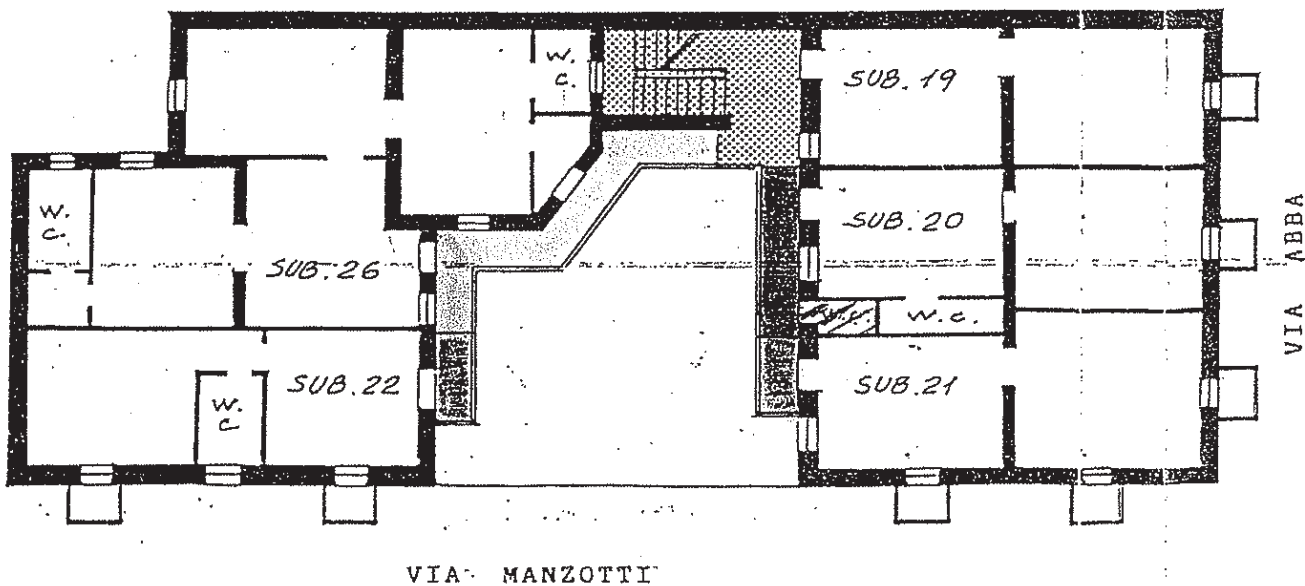 W.
C.
SUB. 19
W.
C.
SUB. 20
SUB. 26
W.C.
W.C.
SUB. 22
W.
C
SUB. 21
VIA ABBA
VIA MANZOTTI